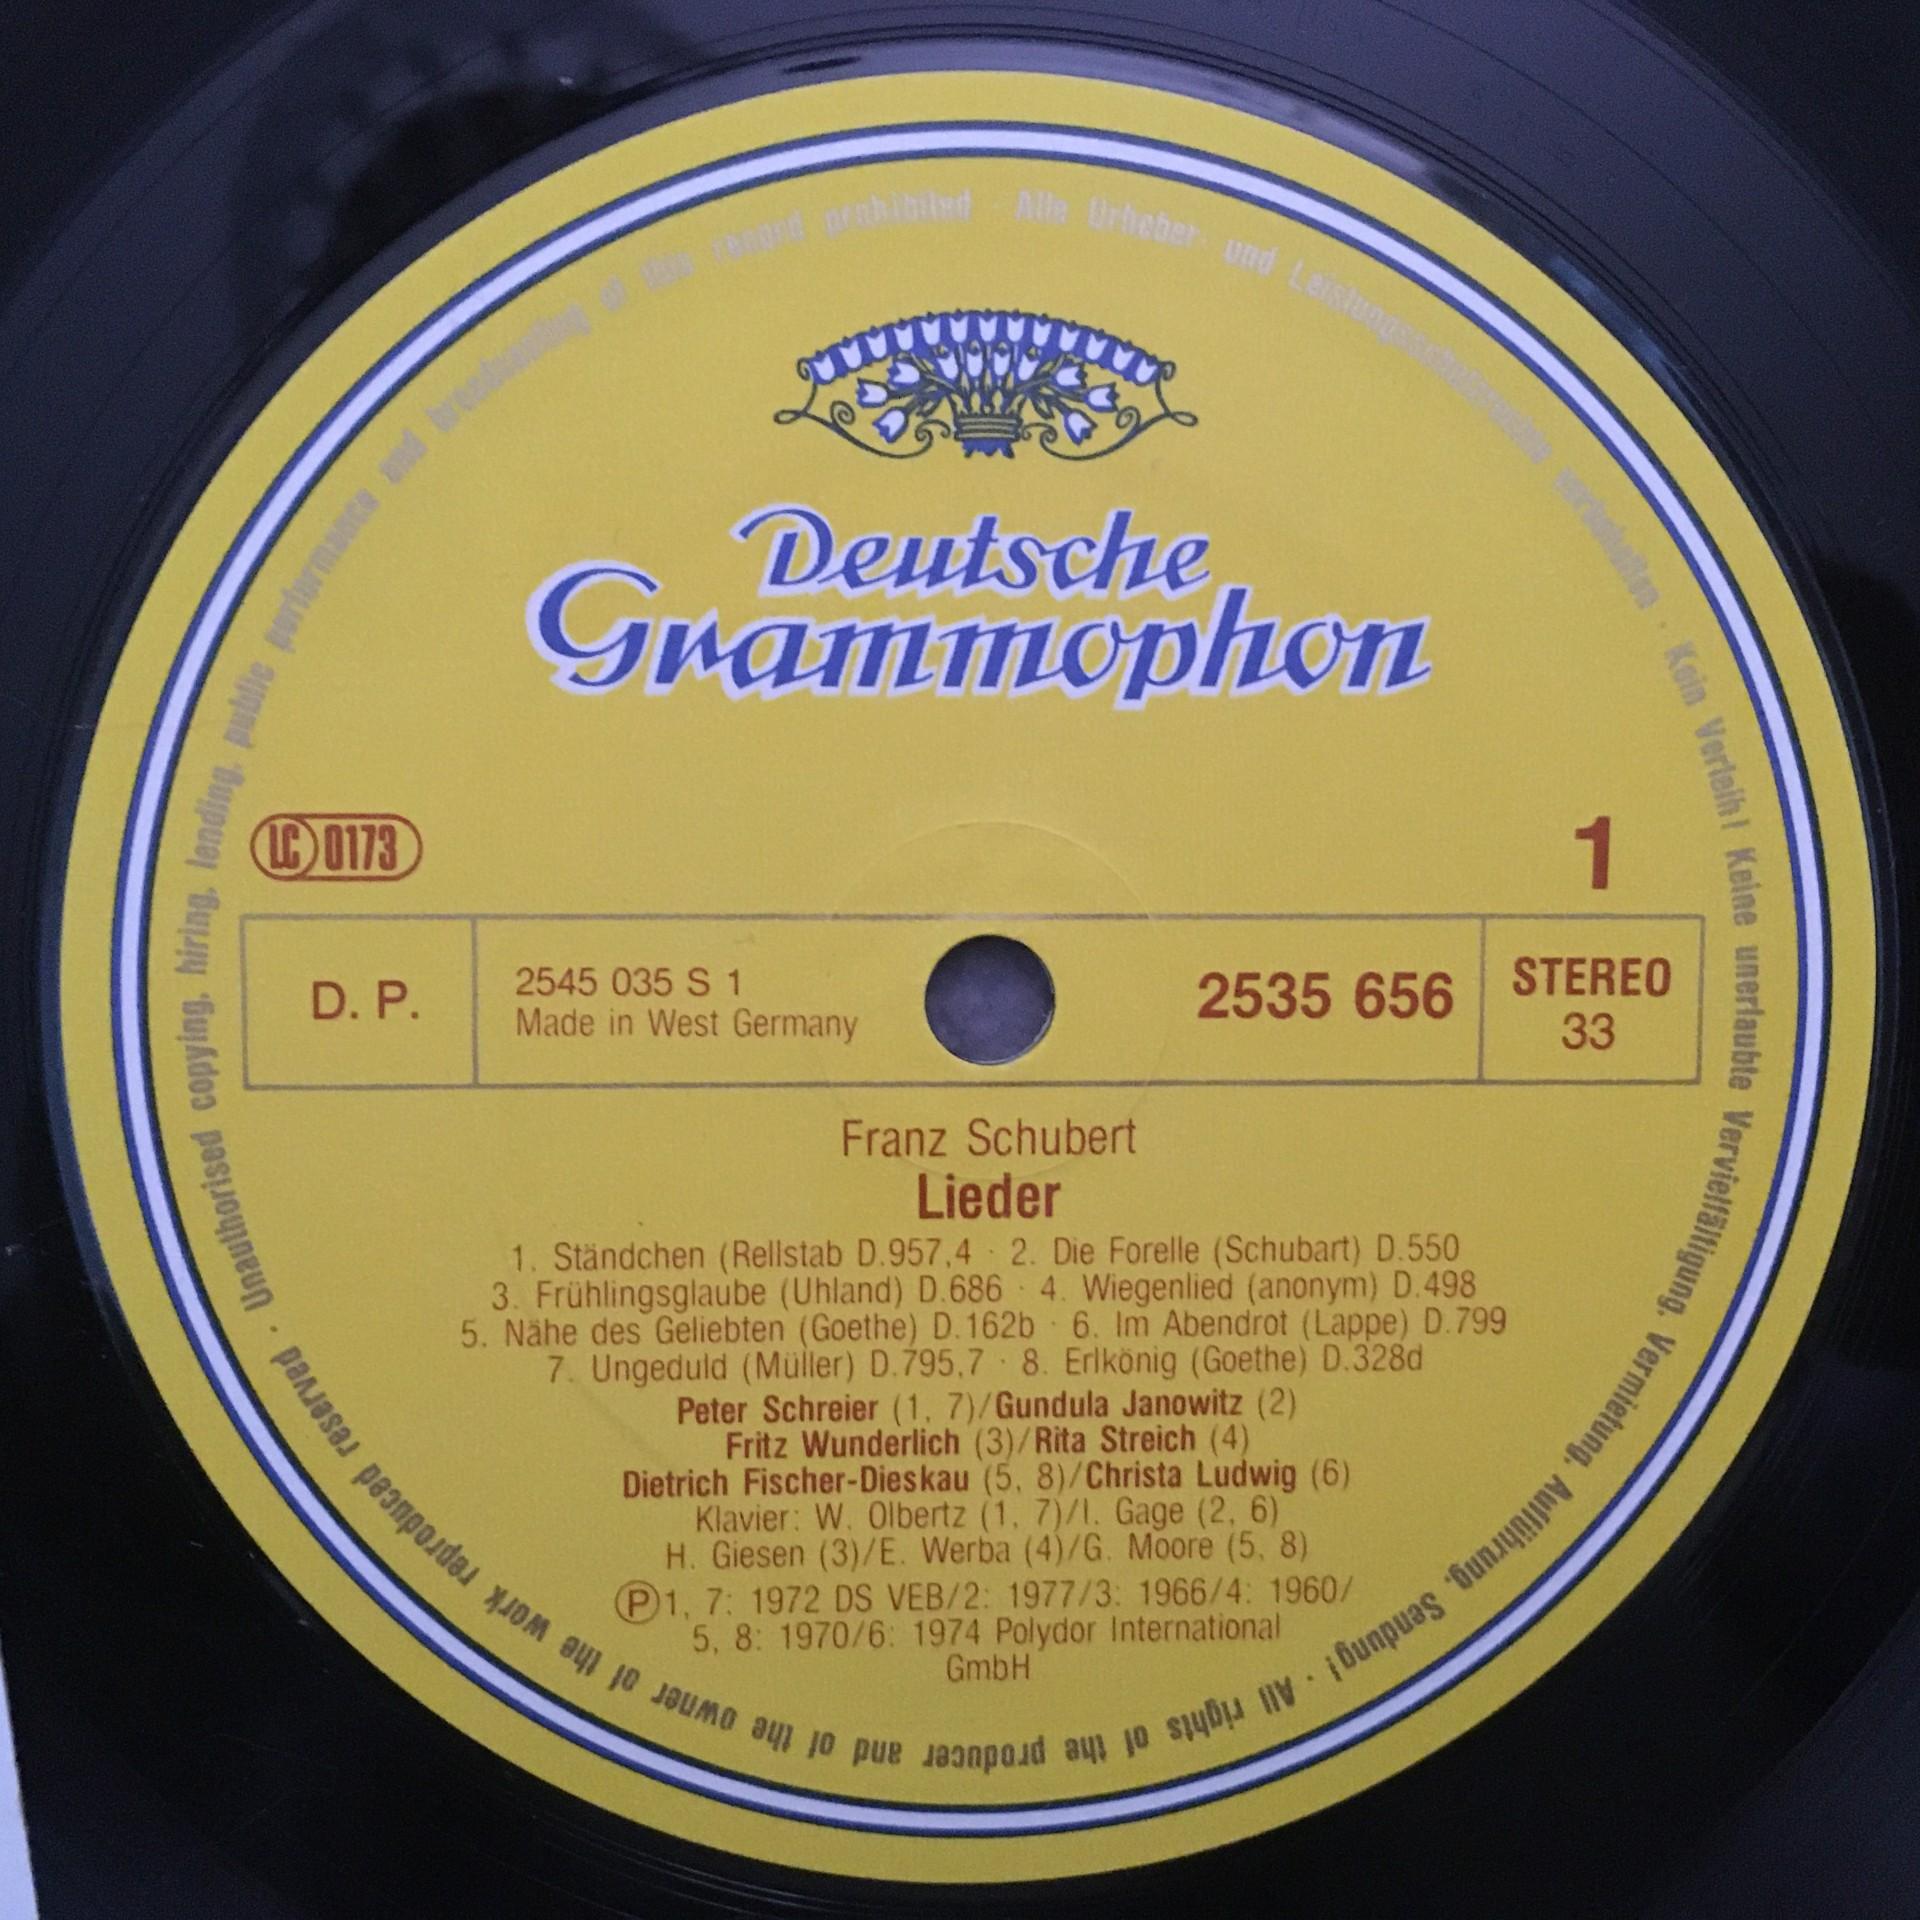 Deutsche
Grammophon
LC 0173
1
D. P.
2545 035 S 1
Made in West Germany
2535 656
STEREO
33
Franz Schubert
Lieder
1. Ständchen (Rellstab D.957,4 · 2. Die Forelle (Schubart) D.550
3. Frühlingsglaube (Uhland) D.686 · 4. Wiegenlied (anonym) D.498
5. Nähe des Geliebten (Goethe) D.162b · 6. Im Abendrot (Lappe) D.799
7. Ungeduld (Müller) D.795,7 · 8. Erlkönig (Goethe) D.328d
Peter Schreier (1, 7)/Gundula Janowitz (2)
Fritz Wunderlich (3)/Rita Streich (4)
Dietrich Fischer-Dieskau (5, 8)/Christa Ludwig (6)
Klavier: W. Olbertz (1, 7)/I. Gage (2, 6)
H. Giesen (3)/E. Werba (4)/G. Moore (5, 8)
Ⓟ1, 7: 1972 DS VEB/2: 1977/3: 1966/4: 1960/
5, 8: 1970/6: 1974 Polydor International
GmbH
Alle Urheber- und Leistungsschutzrechte vorbehalten · Kein Verleih! Keine unerlaubte Vervielfältigung, Vermietung, Aufführung, Sendung! · All rights of the producer and of the owner of the work reproduced reserved · Unauthorised copying, hiring, lending, public performance and broadcasting of this record prohibited ·